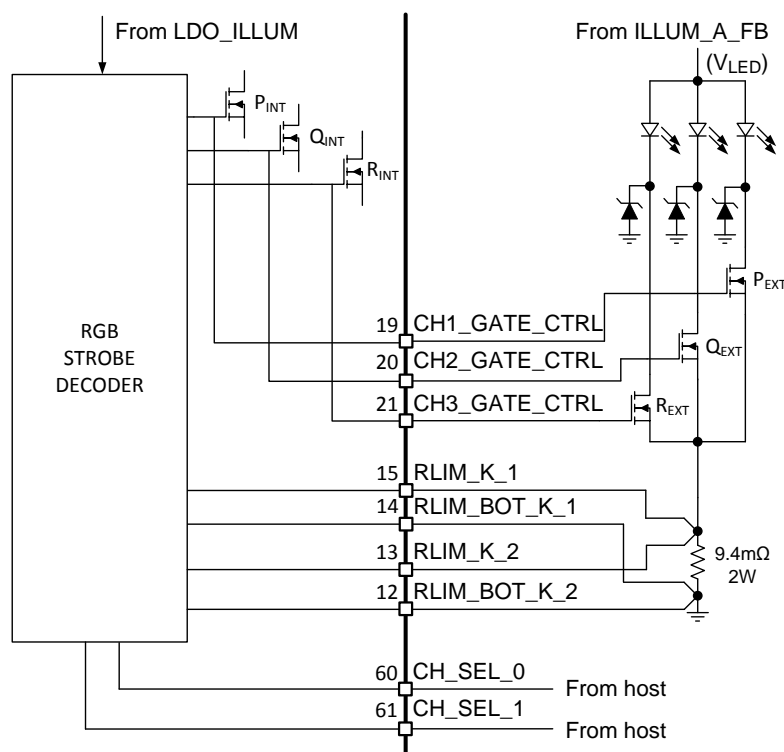 From LDO_ILLUM
From ILLUM_A_FB
(VLED)
PINT
QINT
RINT
RGB
STROBE
DECODER
PEXT
QEXT
REXT
19 CH1_GATE_CTRL
20 CH2_GATE_CTRL
21 CH3_GATE_CTRL
15 RLIM_K_1
14 RLIM_BOT_K_1
13 RLIM_K_2
12 RLIM_BOT_K_2
9.4mΩ
2W
60 CH_SEL_0
From host
61 CH_SEL_1
From host